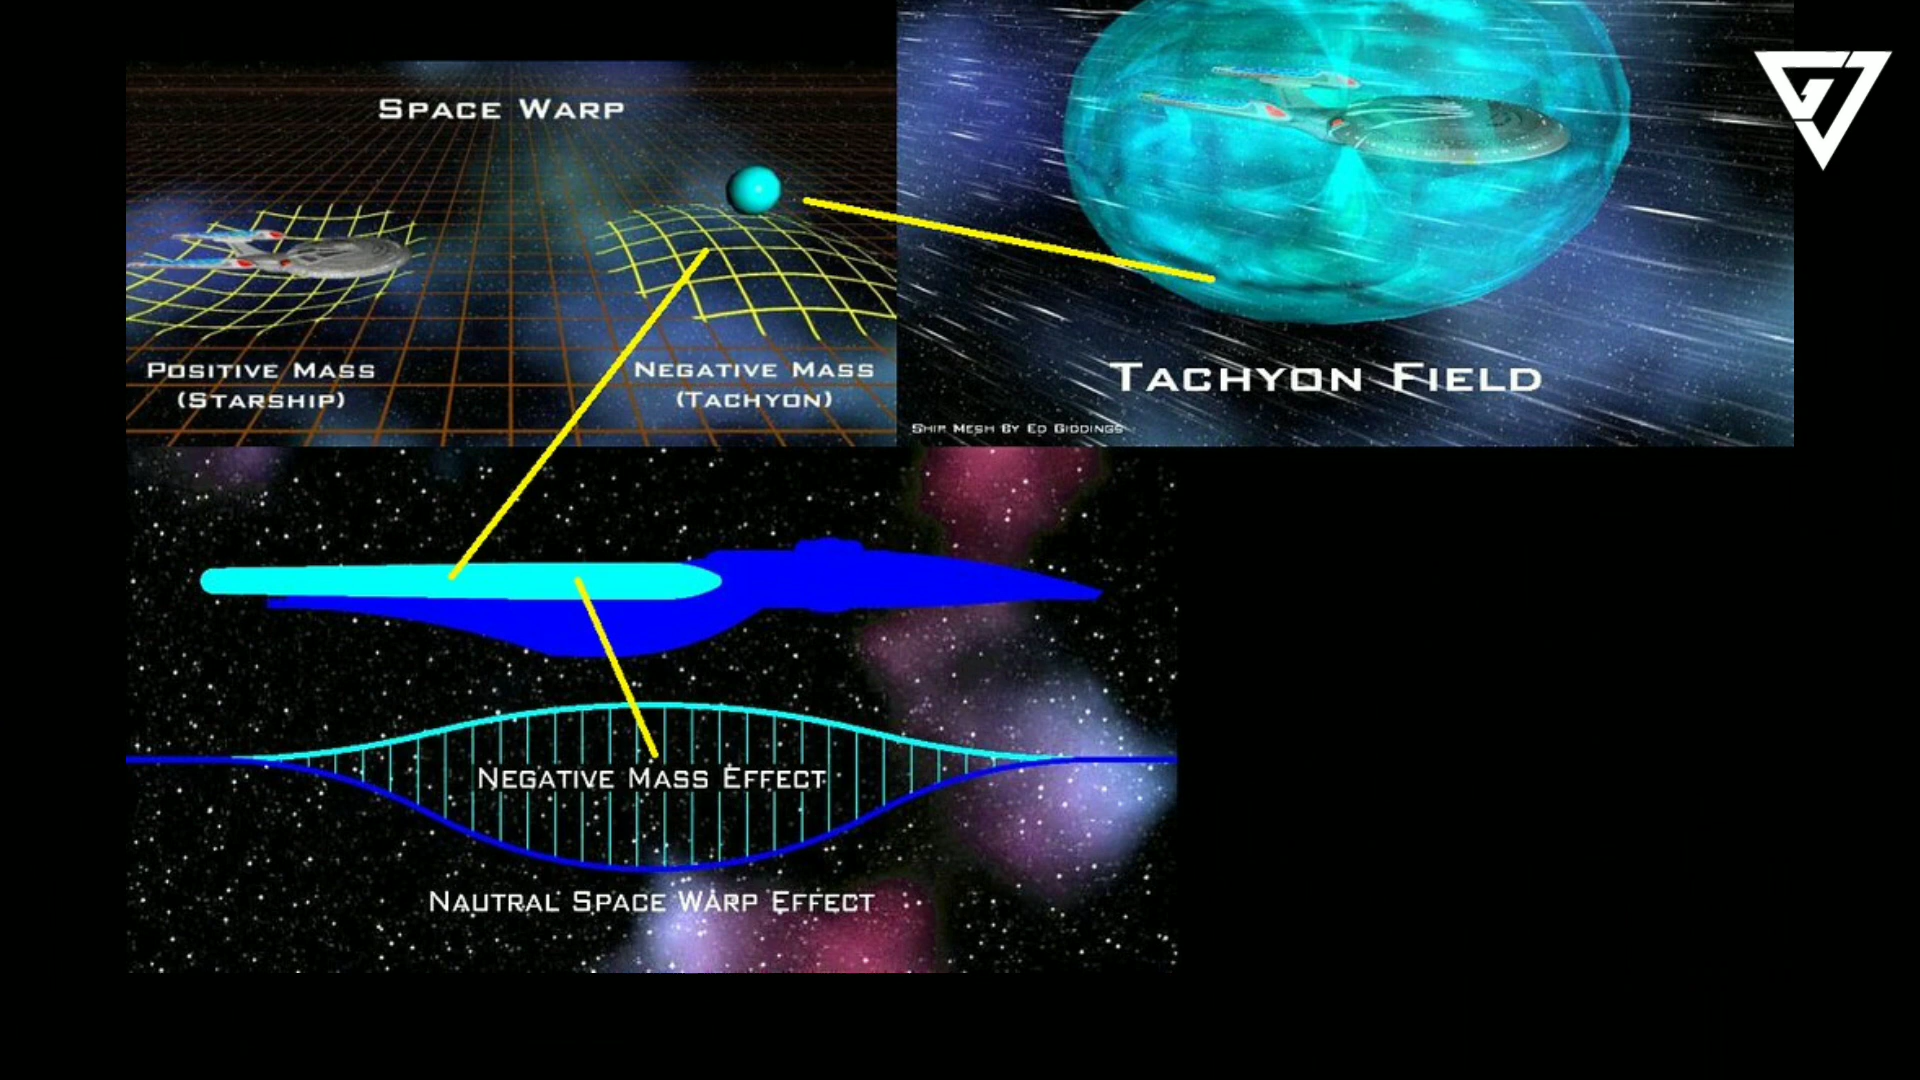 SPACE WARP
POSITIVE MASS
(STARSHIP)
NEGATIVE MASS
(TACHYON)
TACHYON FIELD
SHIP MESH BY ED GIDDINGS
NEGATIVE MASS EFFECT
NAUTRAL SPACE WARP EFFECT